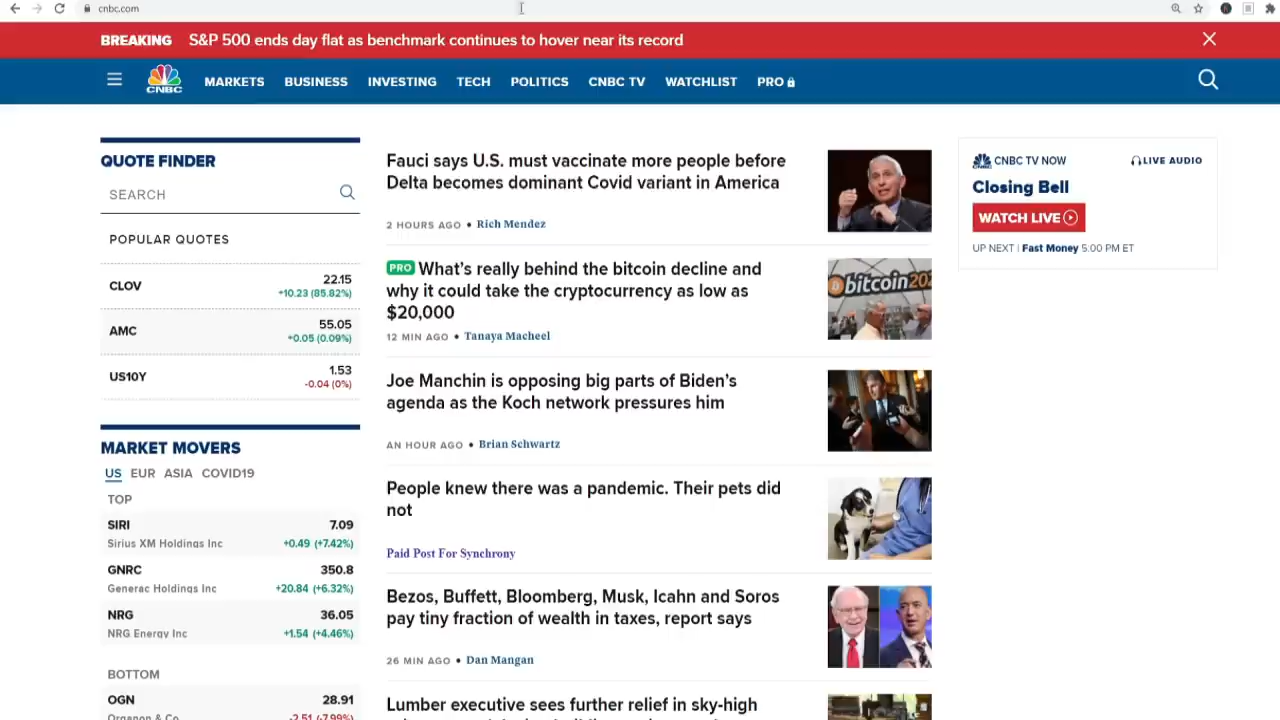 cnbc.com
BREAKING S&P 500 ends day flat as benchmark continues to hover near its record
CNBC MARKETS BUSINESS INVESTING TECH POLITICS CNBC TV WATCHLIST PRO
QUOTE FINDER
SEARCH
POPULAR QUOTES
CLOV 22.15
+10.23 (85.82%)
AMC 55.05
+0.05 (0.09%)
US10Y 1.53
-0.04 (0%)
MARKET MOVERS
US EUR ASIA COVID19
TOP
SIRI 7.09
Sirius XM Holdings Inc +0.49 (+7.42%)
GNRC 350.8
Generac Holdings Inc +20.84 (+6.32%)
NRG 36.05
NRG Energy Inc +1.54 (+4.46%)
BOTTOM
OGN 28.91
Organon & Co -2.51 (-7.99%)
Fauci says U.S. must vaccinate more people before
Delta becomes dominant Covid variant in America
2 HOURS AGO • Rich Mendez
PRO What's really behind the bitcoin decline and
why it could take the cryptocurrency as low as
$20,000
12 MIN AGO • Tanaya Macheel
bitcoin 202
Joe Manchin is opposing big parts of Biden's
agenda as the Koch network pressures him
AN HOUR AGO • Brian Schwartz
People knew there was a pandemic. Their pets did
not
Paid Post For Synchrony
Bezos, Buffett, Bloomberg, Musk, Icahn and Soros
pay tiny fraction of wealth in taxes, report says
26 MIN AGO • Dan Mangan
Lumber executive sees further relief in sky-high
CNBC TV NOW LIVE AUDIO
Closing Bell
WATCH LIVE
UP NEXT | Fast Money 5:00 PM ET